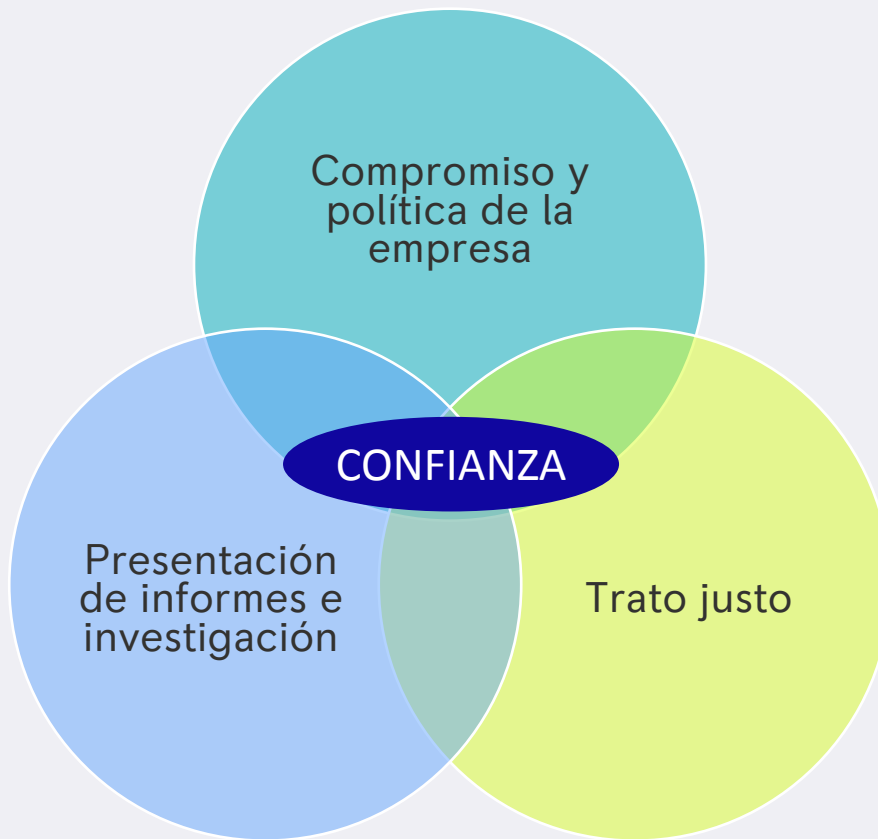 Compromiso y
política de la
empresa
CONFIANZA
Presentación
de informes e
investigación
Trato justo